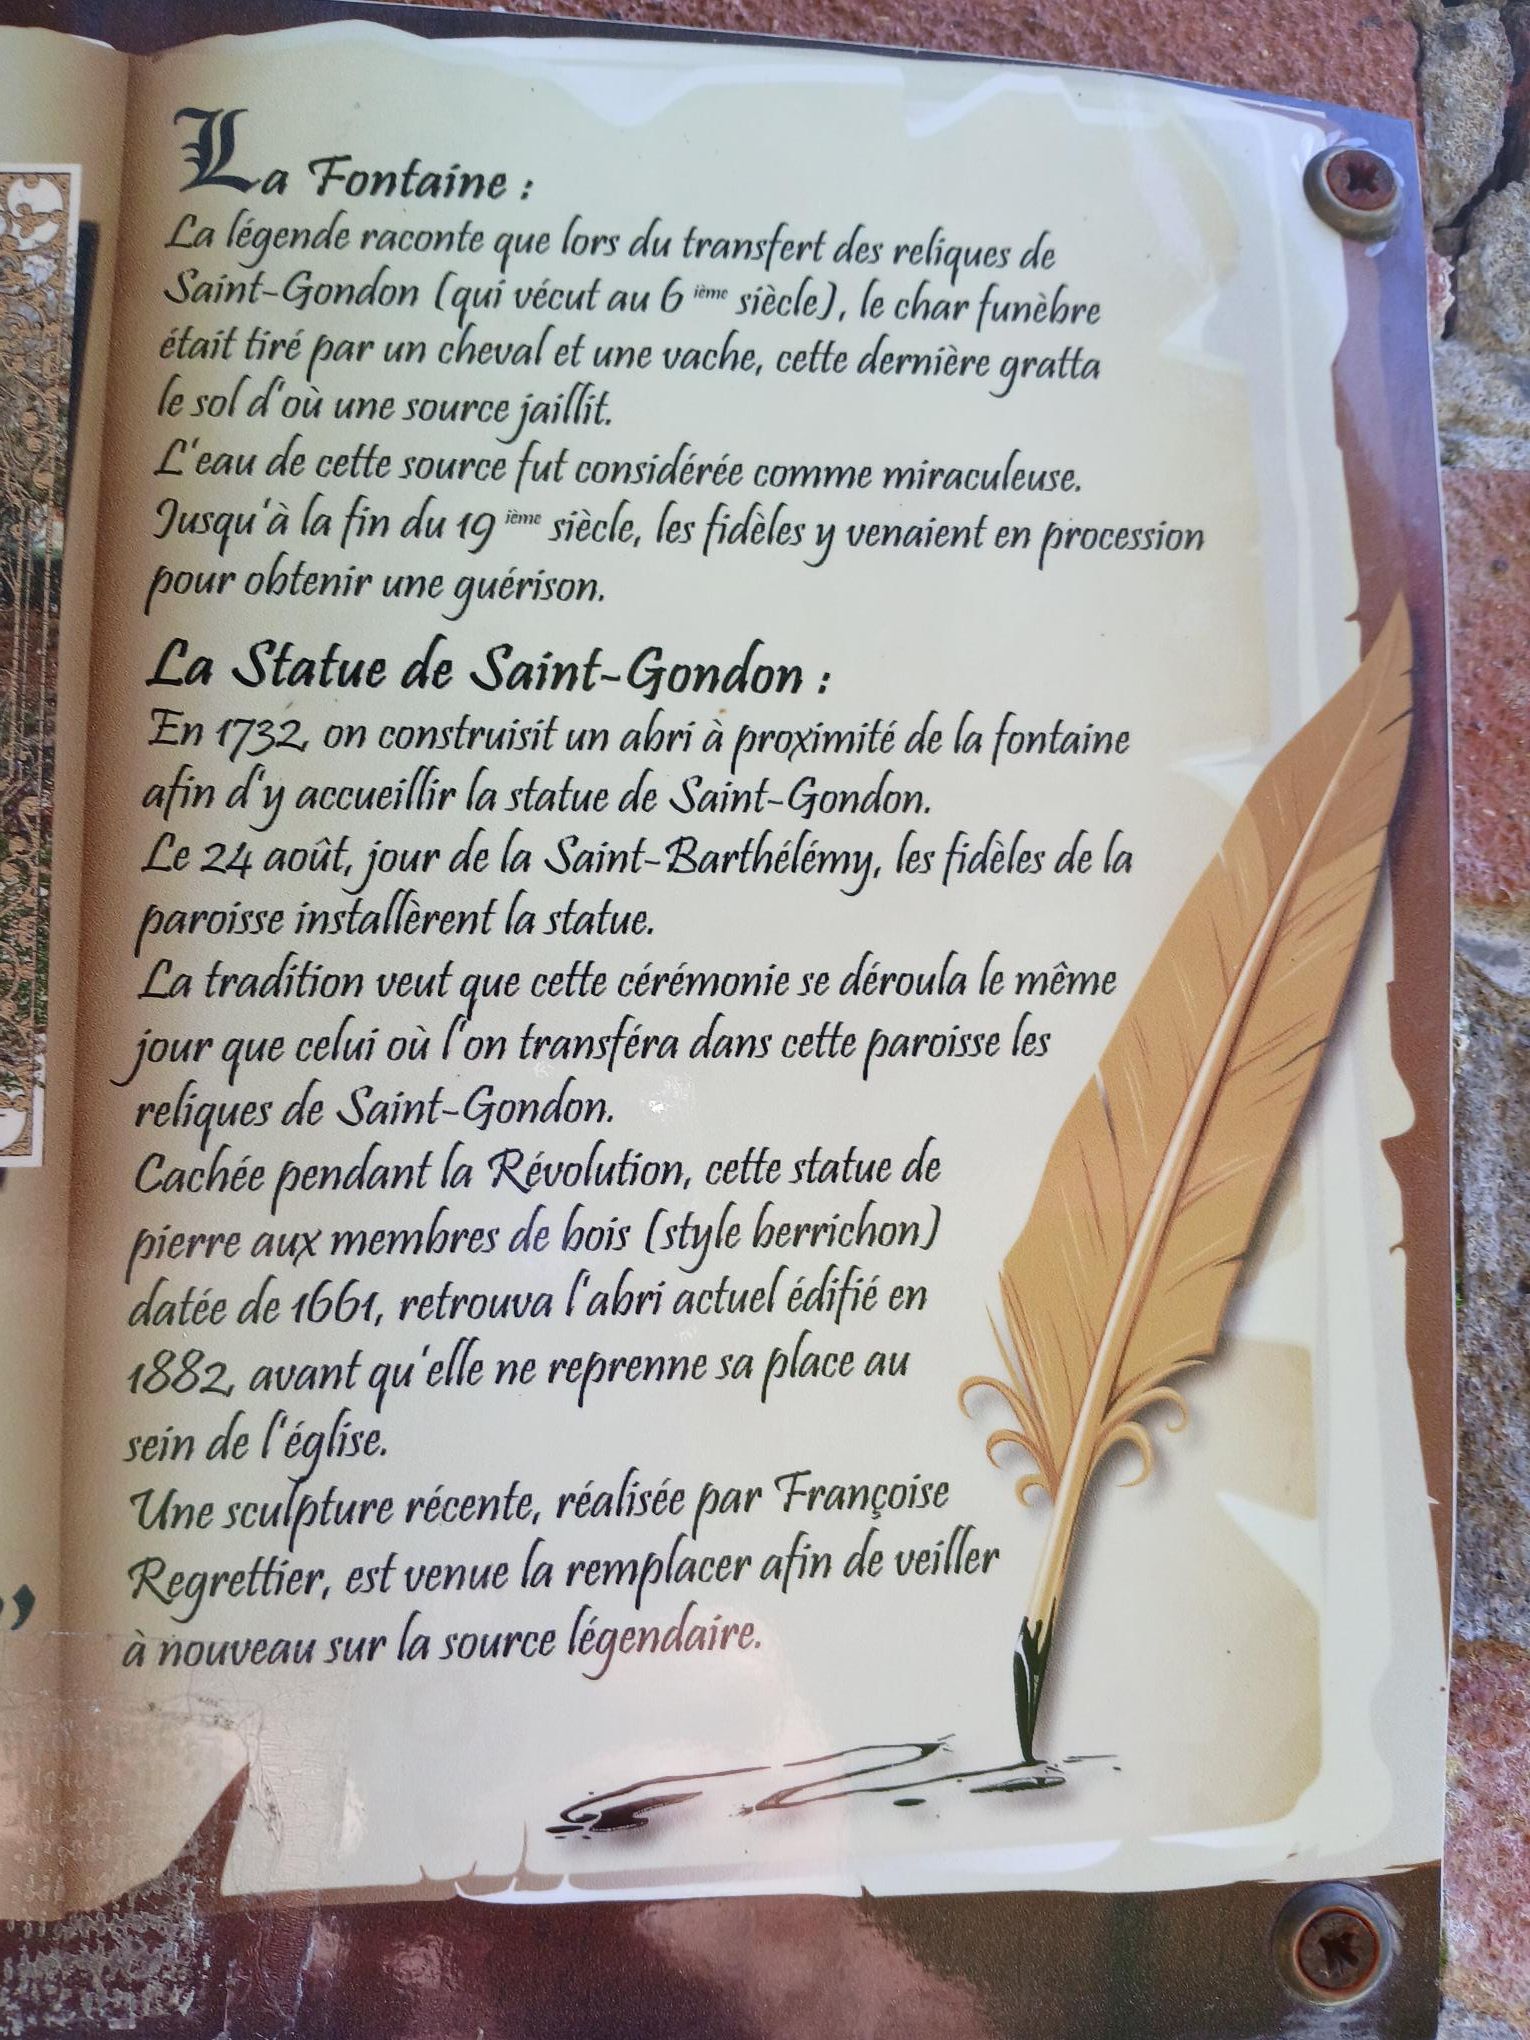 La Fontaine :
La légende raconte que lors du transfert des reliques de
Saint-Gondon (qui vécut au 6 ième siècle), le char funèbre
était tiré par un cheval et une vache, cette dernière gratta
le sol d'où une source jaillit.
L'eau de cette source fut considérée comme miraculeuse.
Jusqu'à la fin du 19 ième siècle, les fidèles y venaient en procession
pour obtenir une guérison.
La Statue de Saint-Gondon :
En 1732, on construisit un abri à proximité de la fontaine
afin d'y accueillir la statue de Saint-Gondon.
Le 24 août, jour de la Saint-Barthélémy, les fidèles de la
paroisse installèrent la statue.
La tradition veut que cette cérémonie se déroula le même
jour que celui où l'on transféra dans cette paroisse les
reliques de Saint-Gondon.
Cachée pendant la Révolution, cette statue de
pierre aux membres de bois (style berrichon)
datée de 1661, retrouva l'abri actuel édifié en
1882, avant qu'elle ne reprenne sa place au
sein de l'église.
Une sculpture récente, réalisée par Françoise
Regrettier, est venue la remplacer afin de veiller
à nouveau sur la source légendaire.